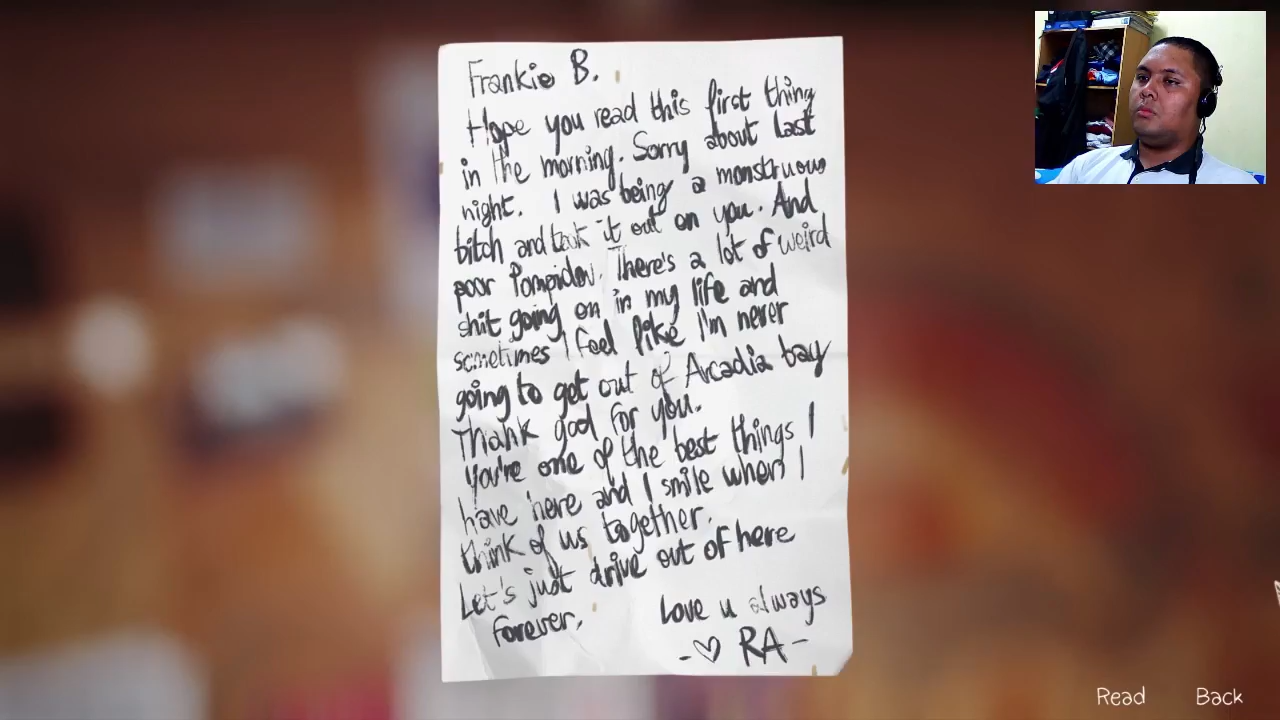 Frankie B.
Hope you read this first thing
in the morning. Sorry about last
night. I was being a monstruous
bitch and took it out on you. And
poor Pompidou. There's a lot of weird
shit going on in my life and
sometimes I feel like I'm never
going to get out of Arcadia bay
Thank god for you.
You're one of the best things I
have here and I smile when I
think of us together.
Let's just drive out of here
forever.
Love u always
-♡ RA-
Read Back